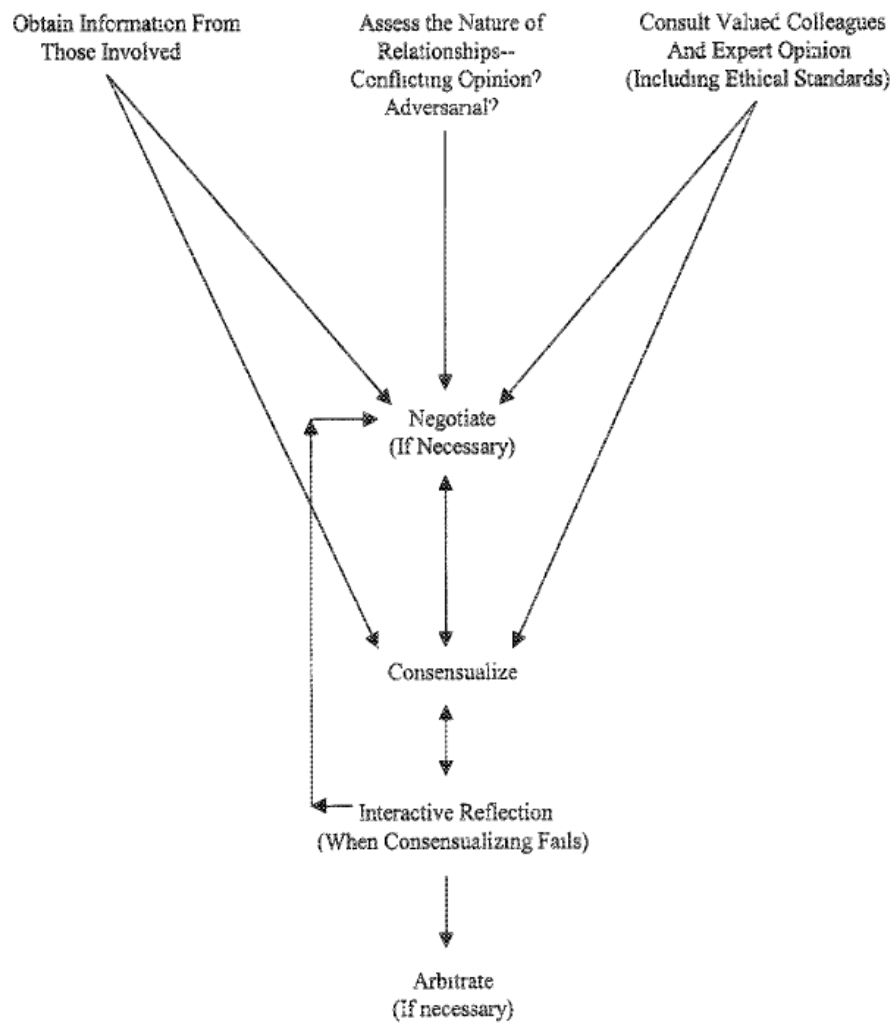 Obtain Information From
Those Involved
Assess the Nature of
Relationships--
Conflicting Opinion?
Adversarial?
Consult Valued Colleagues
And Expert Opinion
(Including Ethical Standards)
Negotiate
(If Necessary)
Consensualize
Interactive Reflection
(When Consensualizing Fails)
Arbitrate
(If necessary)